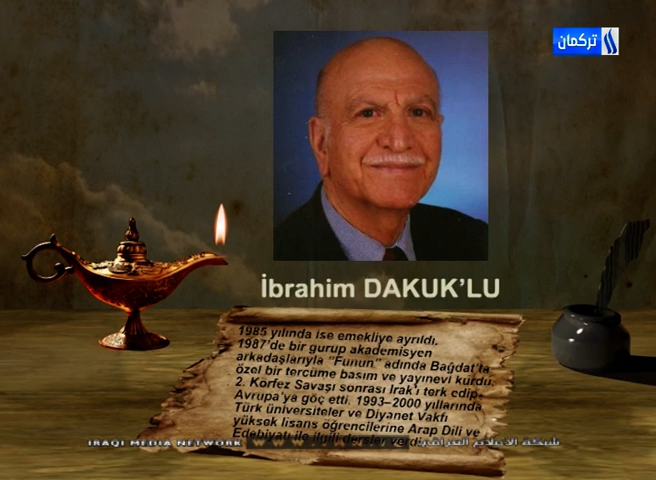 تركمان
İbrahim DAKUK'LU
1985 yılında ise emekliye ayrıldı.
1987'de bir gurup akademisyen
arkadaşlarıyla "Funun" adında Bağdat'ta
özel bir tercüme basım ve yayınevi kurdu.
2. Körfez Savaşı sonrası Irak'ı terk edip
Avrupa'ya göç etti. 1993-2000 yıllarında
Türk üniversiteler ve Diyanet Vakfı
yüksek lisans öğrencilerine Arap Dili ve
Edebiyatı ile ilgili dersler verdi
IRAQI MEDIA NETWORK شبكة الاعلام العراقي